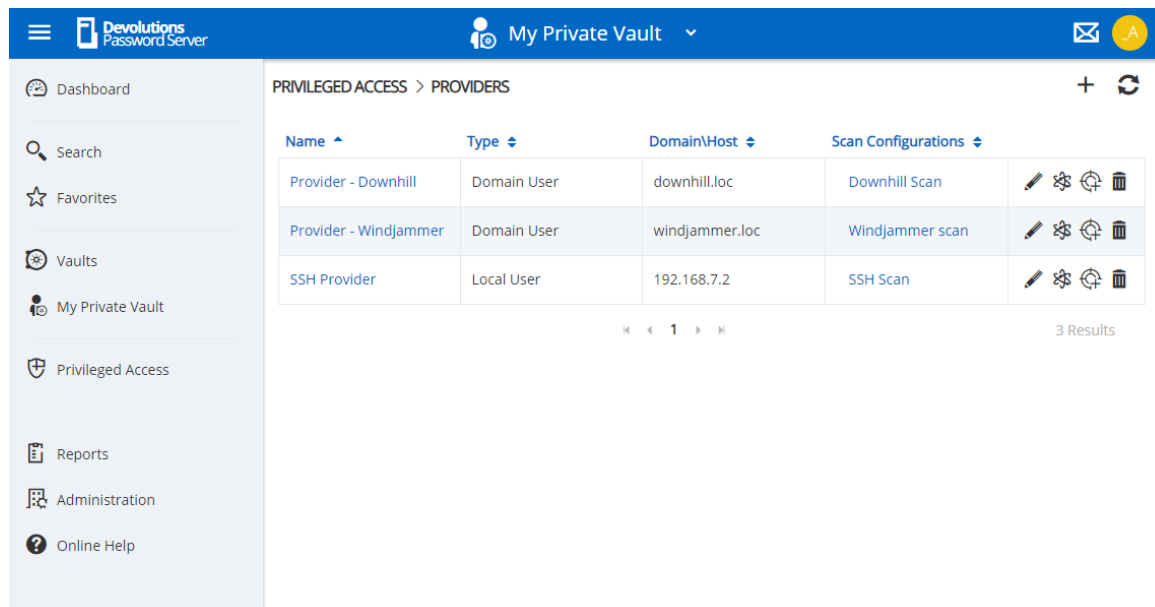 Devolutions
Password Server
My Private Vault
_A
Dashboard
Search
Favorites
Vaults
My Private Vault
Privileged Access
Reports
Administration
Online Help
PRIVILEGED ACCESS > PROVIDERS
Name Type Domain\Host Scan Configurations
Provider - Downhill Domain User downhill.loc Downhill Scan
Provider - Windjammer Domain User windjammer.loc Windjammer scan
SSH Provider Local User 192.168.7.2 SSH Scan
1
3 Results